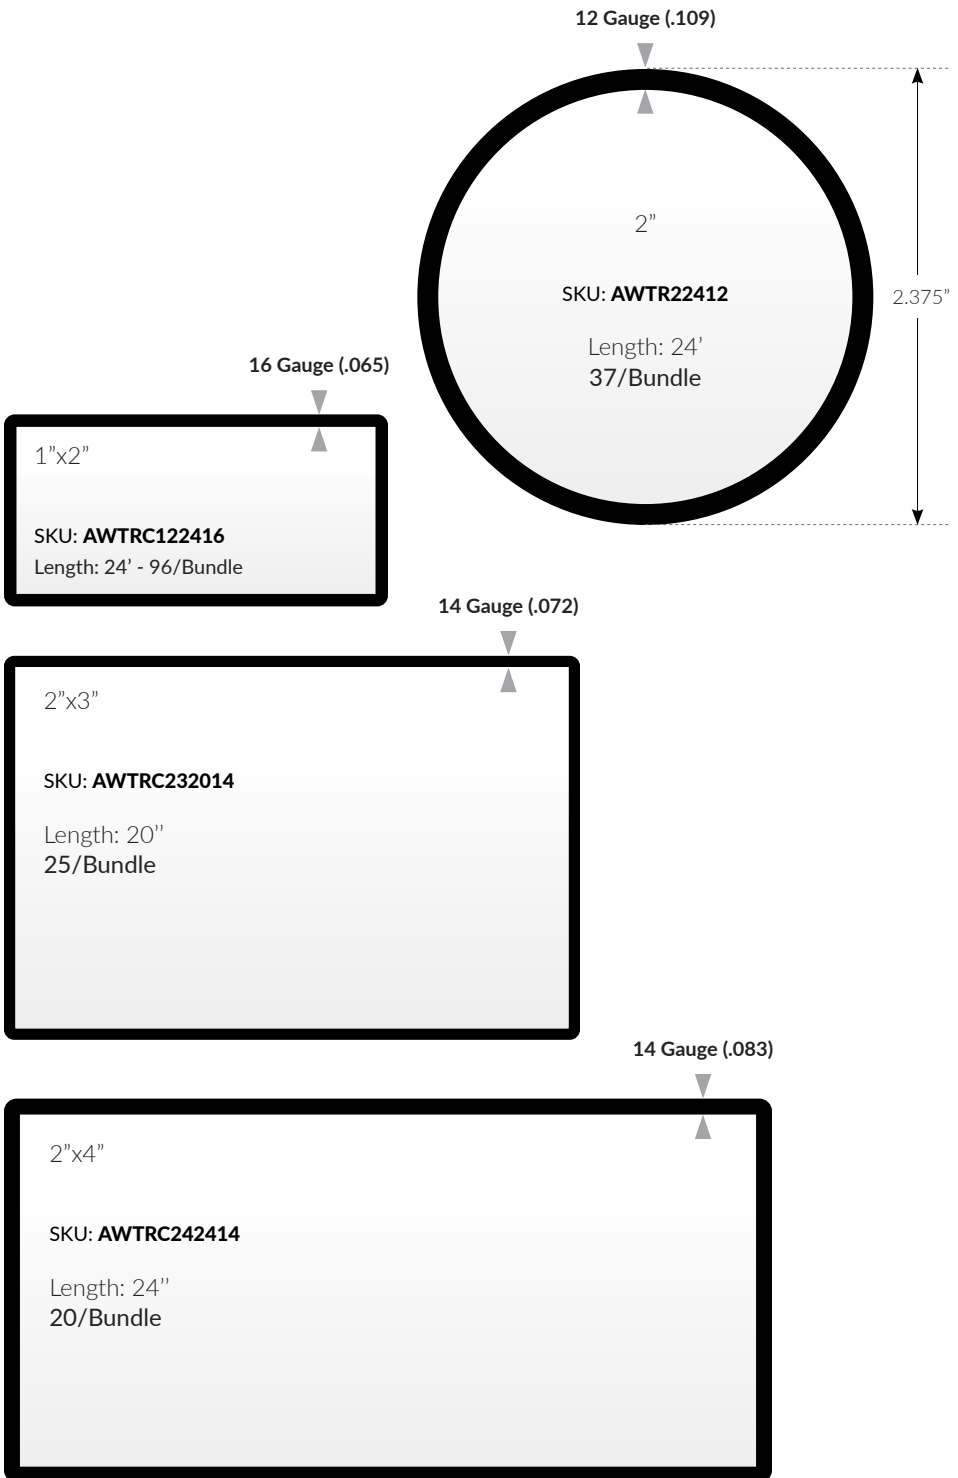 12 Gauge (.109)
2”
SKU: AWTR22412
2.375”
Length: 24’
37/Bundle
16 Gauge (.065)
1”x2”
SKU: AWTRC122416
Length: 24’ - 96/Bundle
14 Gauge (.072)
2”x3”
SKU: AWTRC232014
Length: 20’’
25/Bundle
14 Gauge (.083)
2”x4”
SKU: AWTRC242414
Length: 24’’
20/Bundle